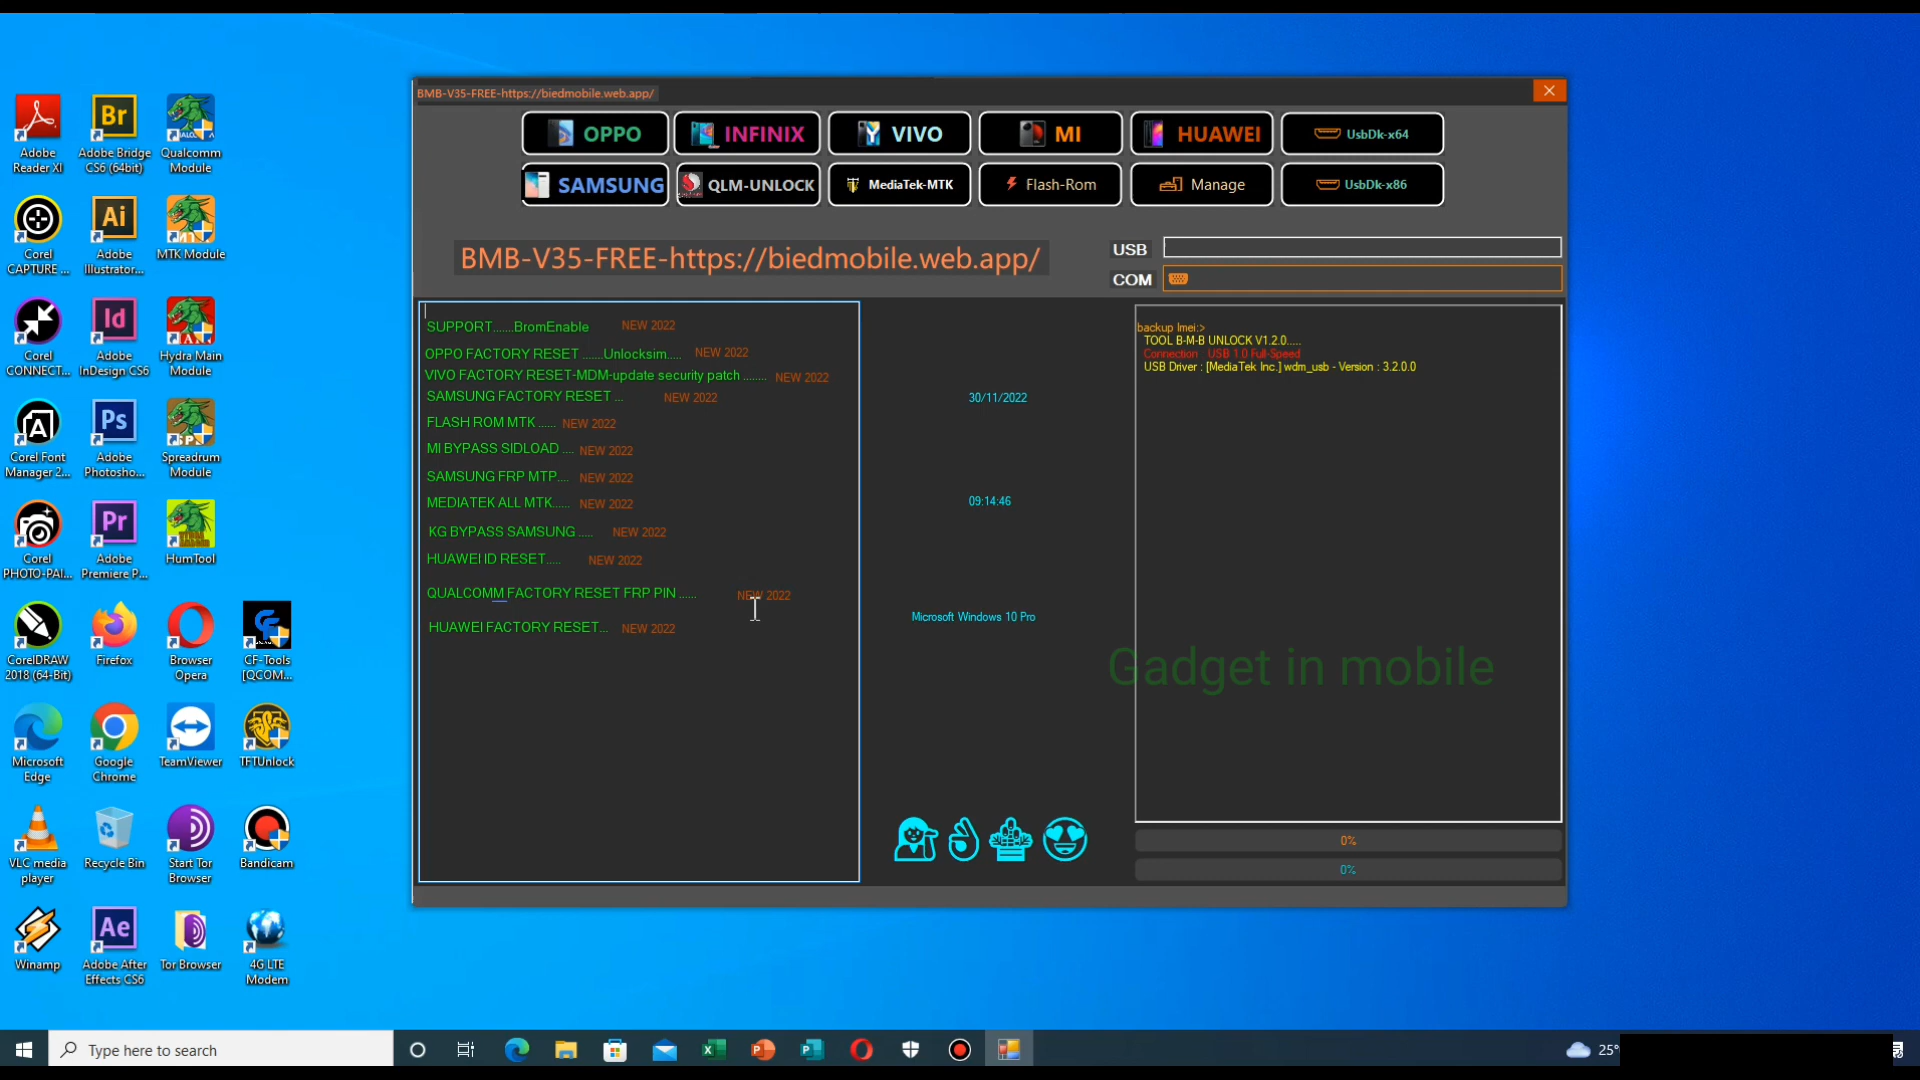 BMB-V35-FREE-https://biedmobile.web.app/
OPPO
INFINIX
VIVO
MI
HUAWEI
UsbDk-x64
SAMSUNG
QLM-UNLOCK
MediaTek-MTK
Flash-Rom
Manage
UsbDk-x86
BMB-V35-FREE-https://biedmobile.web.app/
USB
COM
SUPPORT......BromEnable NEW 2022
OPPO FACTORY RESET .......Unlocksim..... NEW 2022
VIVO FACTORY RESET-MDM-update security patch ........ NEW 2022
SAMSUNG FACTORY RESET ... NEW 2022
FLASH ROM MTK ...... NEW 2022
MI BYPASS SIDLOAD .... NEW 2022
SAMSUNG FRP MTP.... NEW 2022
MEDIATEK ALL MTK...... NEW 2022
KG BYPASS SAMSUNG ..... NEW 2022
HUAWEI ID RESET..... NEW 2022
QUALCOMM FACTORY RESET FRP PIN ...... NEW 2022
HUAWEI FACTORY RESET... NEW 2022
30/11/2022
09:14:46
Microsoft Windows 10 Pro
backup Imei:>
TOOL B-M-B UNLOCK V1.2.0.....
Connection USB 1.0 Full-Speed
USB Driver : [MediaTek Inc.] wdm_usb - Version : 3.2.0.0
Gadget in mobile
0%
0%
Adobe
Reader XI
Br
Adobe Bridge
CS6 (64bit)
Qualcomm
Module
Corel
CAPTURE ...
Ai
Adobe
Illustrator...
MTK Module
Corel
CONNECT...
Id
Adobe
InDesign CS6
Hydra Main
Module
Corel Font
Manager 2...
Ps
Adobe
Photosho...
Spreadrum
Module
Corel
PHOTO-PAI...
Pr
Adobe
Premiere P...
HumTool
CorelDRAW
2018 (64-Bit)
Firefox
Browser
Opera
CF-Tools
[QCOM...
Microsoft
Edge
Google
Chrome
TeamViewer
TFTUnlock
VLC media
player
Recycle Bin
Start Tor
Browser
Bandicam
Winamp
Ae
Adobe After
Effects CS6
Tor Browser
4G LTE
Modem
Type here to search
25°